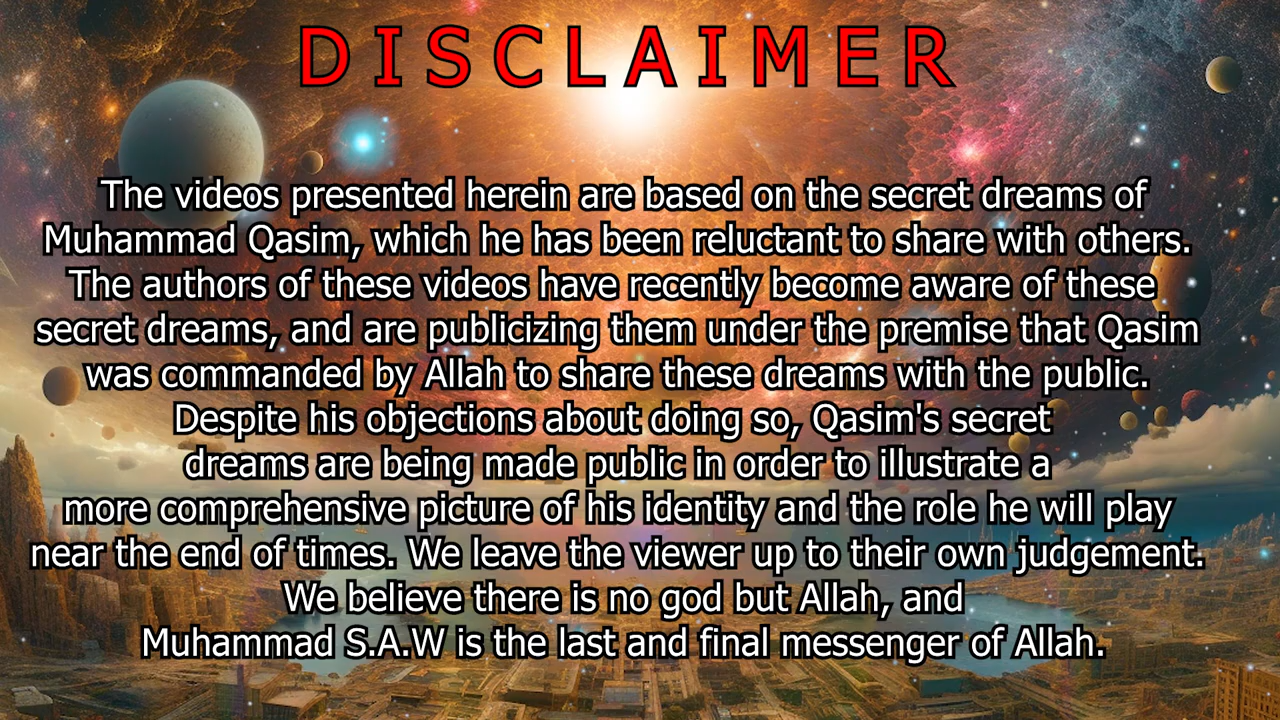 DISCLAIMER
The videos presented herein are based on the secret dreams of
Muhammad Qasim, which he has been reluctant to share with others.
The authors of these videos have recently become aware of these
secret dreams, and are publicizing them under the premise that Qasim
was commanded by Allah to share these dreams with the public.
Despite his objections about doing so, Qasim's secret
dreams are being made public in order to illustrate a
more comprehensive picture of his identity and the role he will play
near the end of times. We leave the viewer up to their own judgement.
We believe there is no god but Allah, and
Muhammad S.A.W is the last and final messenger of Allah.